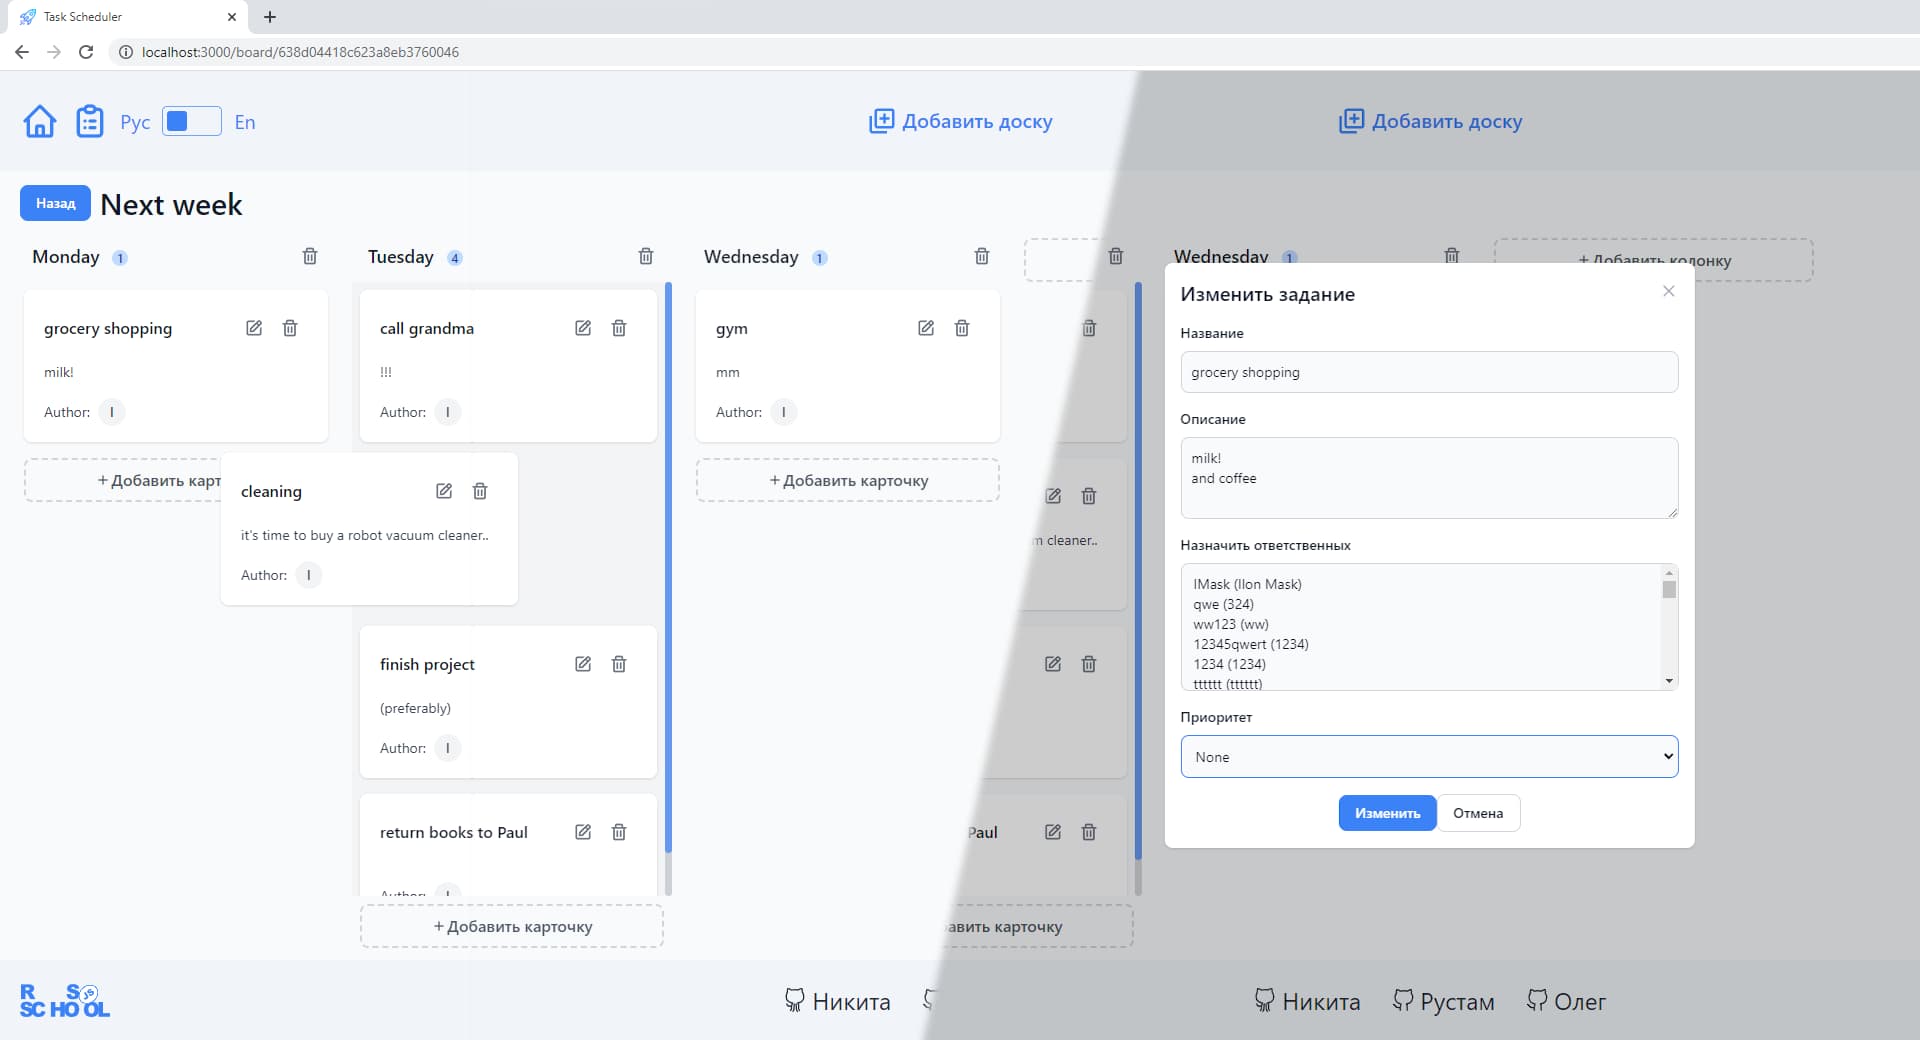 Task Scheduler
localhost:3000/board/638d04418c623a8eb3760046
Рус En
Добавить доску
Добавить доску
Назад Next week
Monday 1
grocery shopping
milk!
Author: I
+ Добавить карт
Tuesday 4
call grandma
!!!
Author: I
cleaning
it's time to buy a robot vacuum cleaner..
Author: I
finish project
(preferably)
Author: I
return books to Paul
Author: I
+ Добавить карточку
Wednesday 1
gym
mm
Author: I
+ Добавить карточку
cleaner..
Paul
авить карточку
Wednesday 1
+ Добавить колонку
Изменить задание
Название
grocery shopping
Описание
milk!
and coffee
Назначить ответственных
IMask (Ilon Mask)
qwe (324)
ww123 (ww)
12345qwert (1234)
1234 (1234)
tttttt (tttttt)
Приоритет
None
Изменить Отмена
RS SCHOOL JS
Никита
Никита Рустам Олег